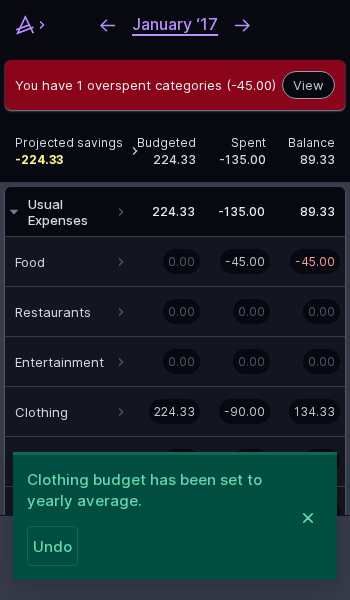 January ‘17
You have 1 overspent categories (-45.00) View
Projected savings Budgeted Spent Balance
-224.33 224.33 -135.00 89.33
Usual
Expenses 224.33 -135.00 89.33
Food 0.00 -45.00 -45.00
Restaurants 0.00 0.00 0.00
Entertainment 0.00 0.00 0.00
Clothing 224.33 -90.00 134.33
Clothing budget has been set to
yearly average.
Undo